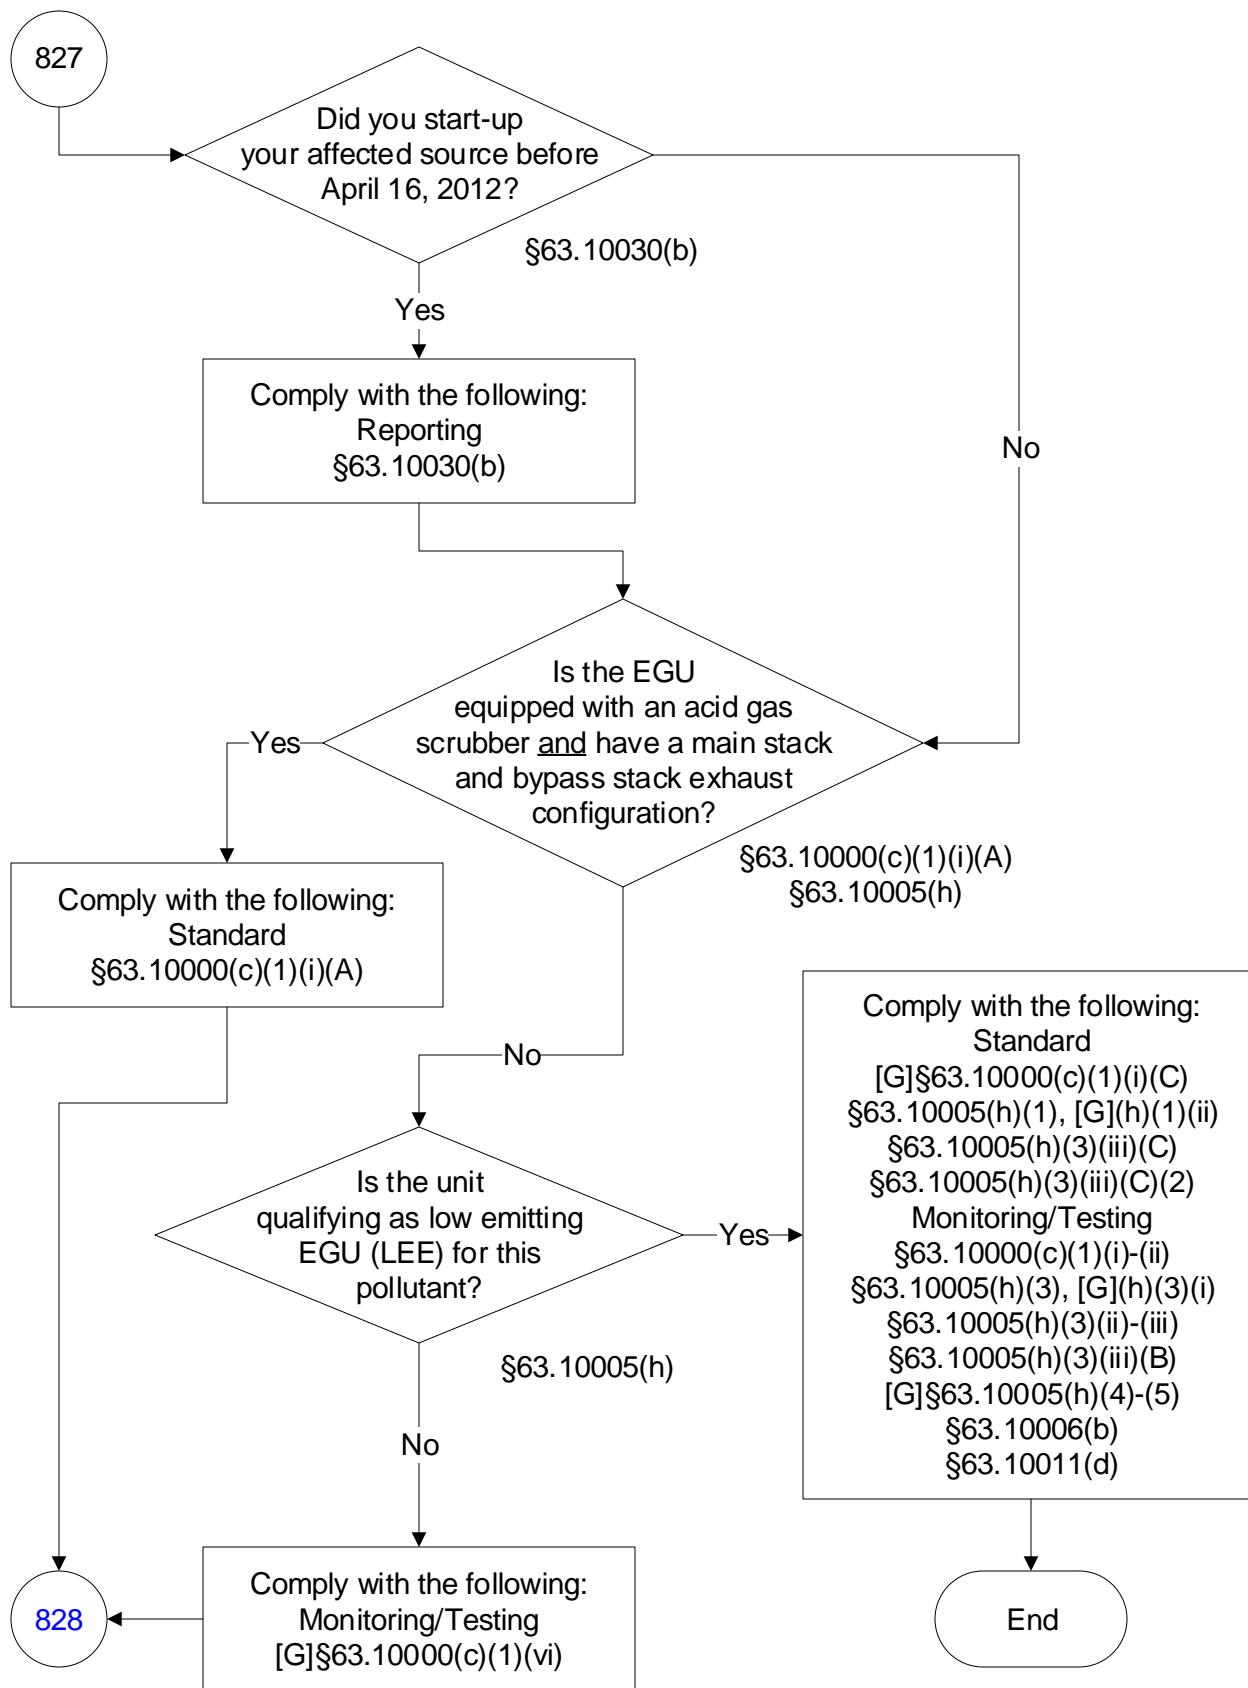 827
Did you start-up
your affected source before
April 16, 2012?
§63.10030(b)
Yes
Comply with the following:
Reporting
§63.10030(b)
No
Is the EGU
equipped with an acid gas
scrubber and have a main stack
and bypass stack exhaust
configuration?
Yes
§63.10000(c)(1)(i)(A)
§63.10005(h)
Comply with the following:
Standard
§63.10000(c)(1)(i)(A)
No
Is the unit
qualifying as low emitting
EGU (LEE) for this
pollutant?
Yes
§63.10005(h)
Comply with the following:
Standard
[G]§63.10000(c)(1)(i)(C)
§63.10005(h)(1), [G](h)(1)(ii)
§63.10005(h)(3)(iii)(C)
§63.10005(h)(3)(iii)(C)(2)
Monitoring/Testing
§63.10000(c)(1)(i)-(ii)
§63.10005(h)(3), [G](h)(3)(i)
§63.10005(h)(3)(ii)-(iii)
§63.10005(h)(3)(iii)(B)
[G]§63.10005(h)(4)-(5)
§63.10006(b)
§63.10011(d)
No
Comply with the following:
Monitoring/Testing
[G]§63.10000(c)(1)(vi)
828
End